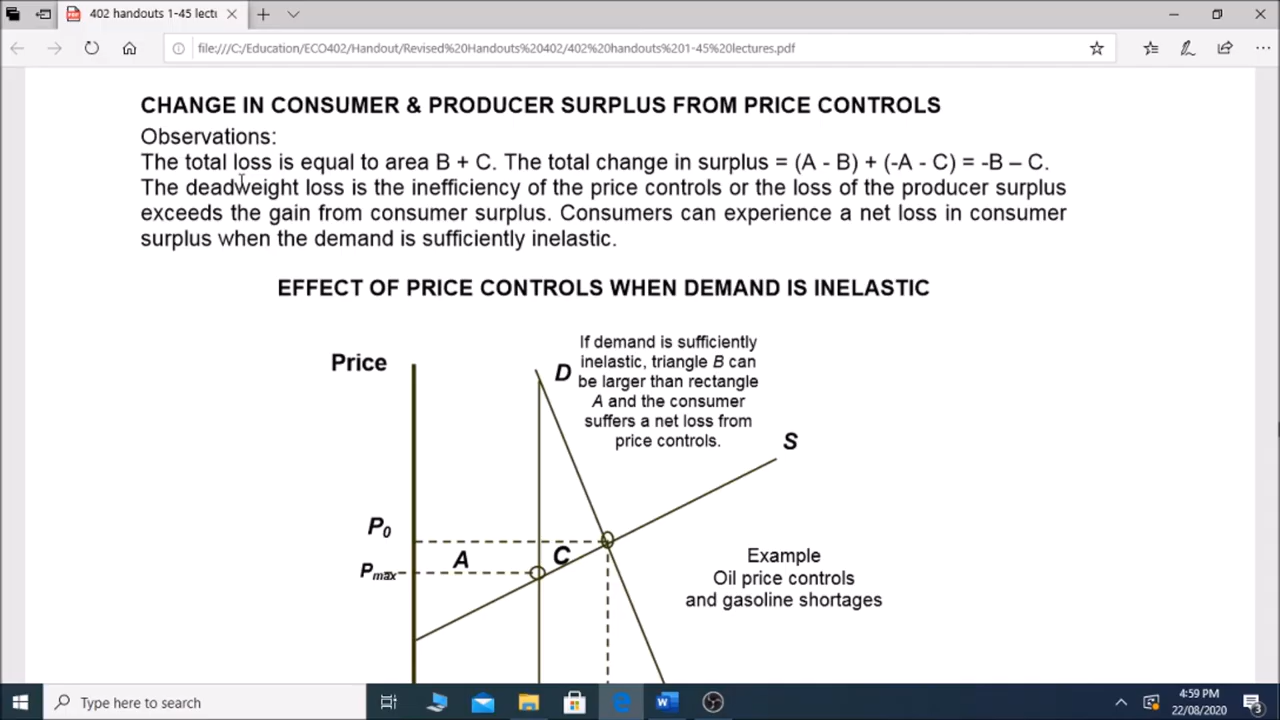 402 handouts 1-45 lectu
file:///C:/Education/ECO402/Handout/Revised%20Handouts%20402/402%20handouts%201-45%20lectures.pdf
CHANGE IN CONSUMER & PRODUCER SURPLUS FROM PRICE CONTROLS
Observations:
The total loss is equal to area B + C. The total change in surplus = (A - B) + (-A - C) = -B – C.
The deadweight loss is the inefficiency of the price controls or the loss of the producer surplus
exceeds the gain from consumer surplus. Consumers can experience a net loss in consumer
surplus when the demand is sufficiently inelastic.
EFFECT OF PRICE CONTROLS WHEN DEMAND IS INELASTIC
If demand is sufficiently
inelastic, triangle B can
be larger than rectangle
A and the consumer
suffers a net loss from
price controls.
Price
D
S
P0
A
C
Pmax
Example
Oil price controls
and gasoline shortages
Type here to search
4:59 PM
22/08/2020
3